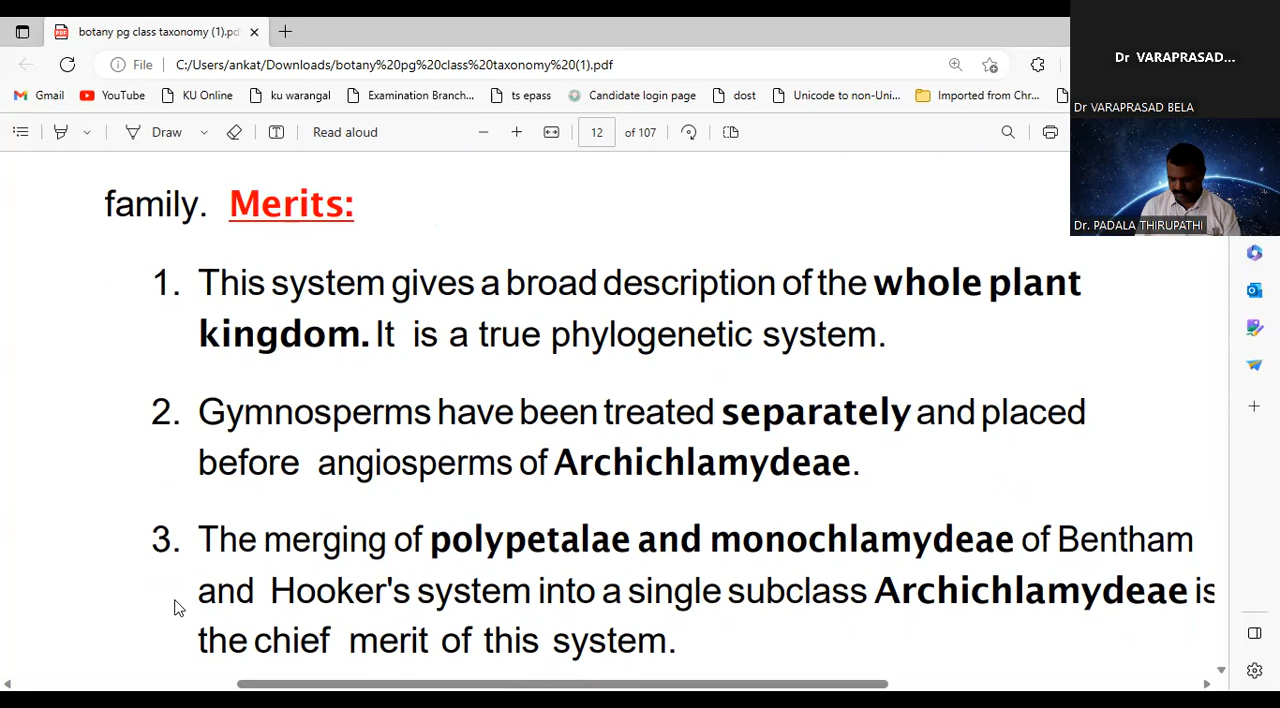 botany pg class taxonomy (1).pd
Dr VARAPRASAD...
File
C:/Users/ankat/Downloads/botany%20pg%20class%20taxonomy%20(1).pdf
Gmail YouTube KU Online ku warangal Examination Branch... ts epass Candidate login page dost Unicode to non-Uni... Imported from Chr...
Dr VARAPRASAD BELA
Draw Read aloud 12 of 107
family. Merits:
Dr. PADALA THIRUPATHI
1. This system gives a broad description of the whole plant
kingdom. It is a true phylogenetic system.
2. Gymnosperms have been treated separately and placed
before angiosperms of Archichlamydeae.
3. The merging of polypetalae and monochlamydeae of Bentham
and Hooker's system into a single subclass Archichlamydeae is
the chief merit of this system.